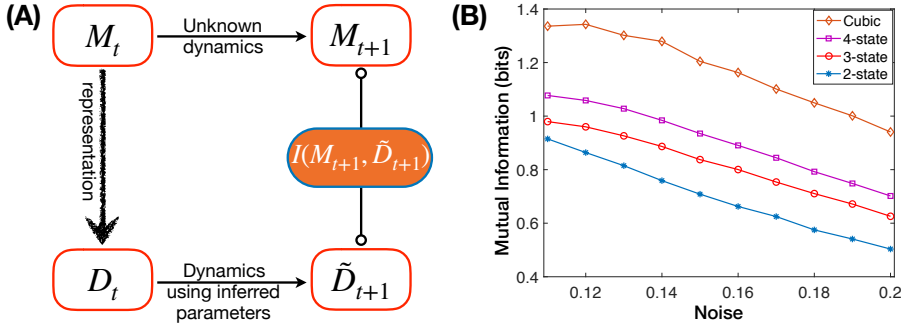 (A)
M_t
Unknown
dynamics
M_{t+1}
representation
I(M_{t+1}, D̃_{t+1})
D_t
Dynamics
using inferred
parameters
D̃_{t+1}
(B)
Mutual Information (bits)
1.4
1.2
1
0.8
0.6
0.4
Cubic
4-state
3-state
2-state
0.12
0.14
0.16
0.18
0.2
Noise